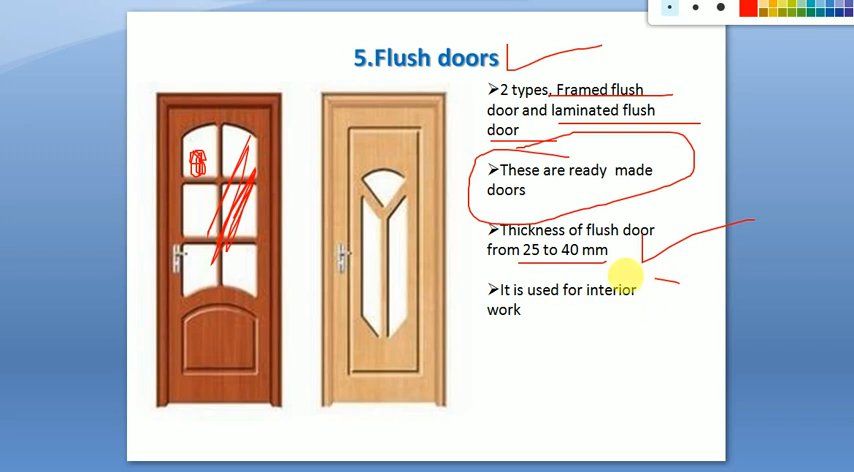 5.Flush doors
➢2 types, Framed flush
door and laminated flush
door
➢These are ready made
doors
➢Thickness of flush door
from 25 to 40 mm
➢It is used for interior
work